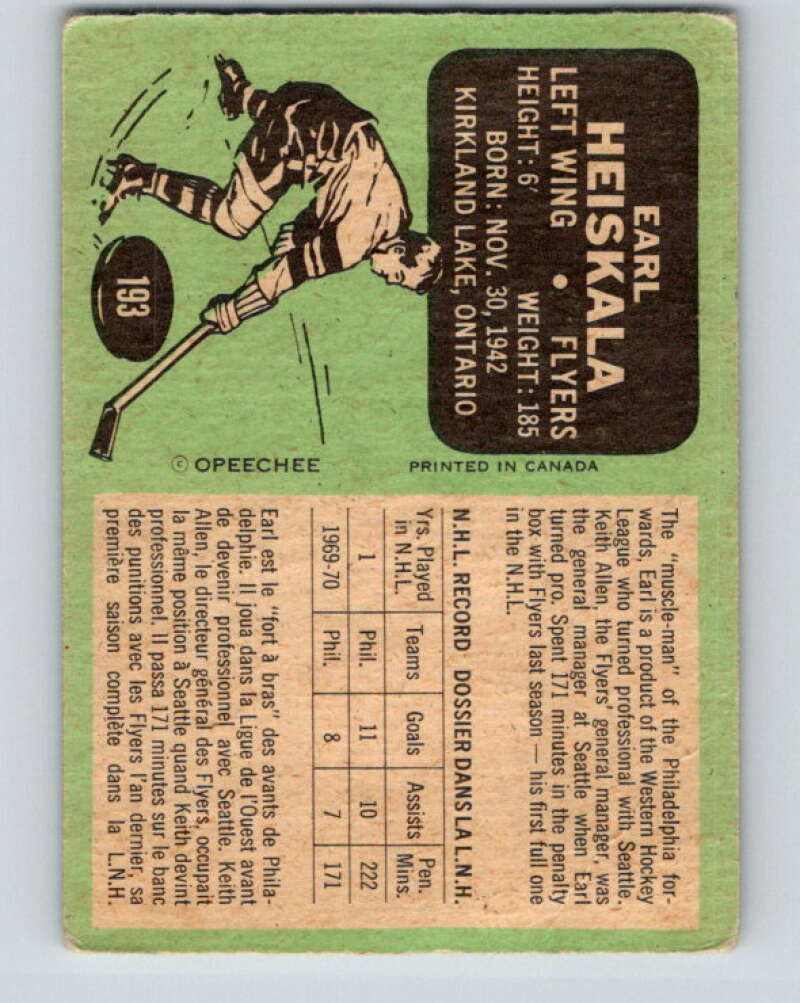 EARL
HEISKALA
LEFT WING • FLYERS
HEIGHT: 6' WEIGHT: 185
BORN: NOV. 30, 1942
KIRKLAND LAKE, ONTARIO
193
© OPEECHEE
PRINTED IN CANADA
The "muscle-man" of the Philadelphia for-
wards, Earl is a product of the Western Hockey
League who turned professional with Seattle.
Keith Allen, the Flyers' general manager, was
the general manager at Seattle when Earl
turned pro. Spent 171 minutes in the penalty
box with Flyers last season — his first full one
in the N.H.L.
N.H.L. RECORD DOSSIER DANS LA L.N.H.
Yrs. Played in N.H.L. Teams Goals Assists Pen. Mins.
1 Phil. 11 10 222
1969-70 Phil. 8 7 171
Earl est le "fort à bras" des avants de Phila-
delphie. Il joua dans la Ligue de l'Ouest avant
de devenir professionnel avec Seattle. Keith
Allen, le directeur général des Flyers, occupait
la même position à Seattle quand Keith devint
professionnel. Il passa 171 minutes sur le banc
des punitions avec les Flyers l'an dernier, sa
première saison complète dans la L.N.H.